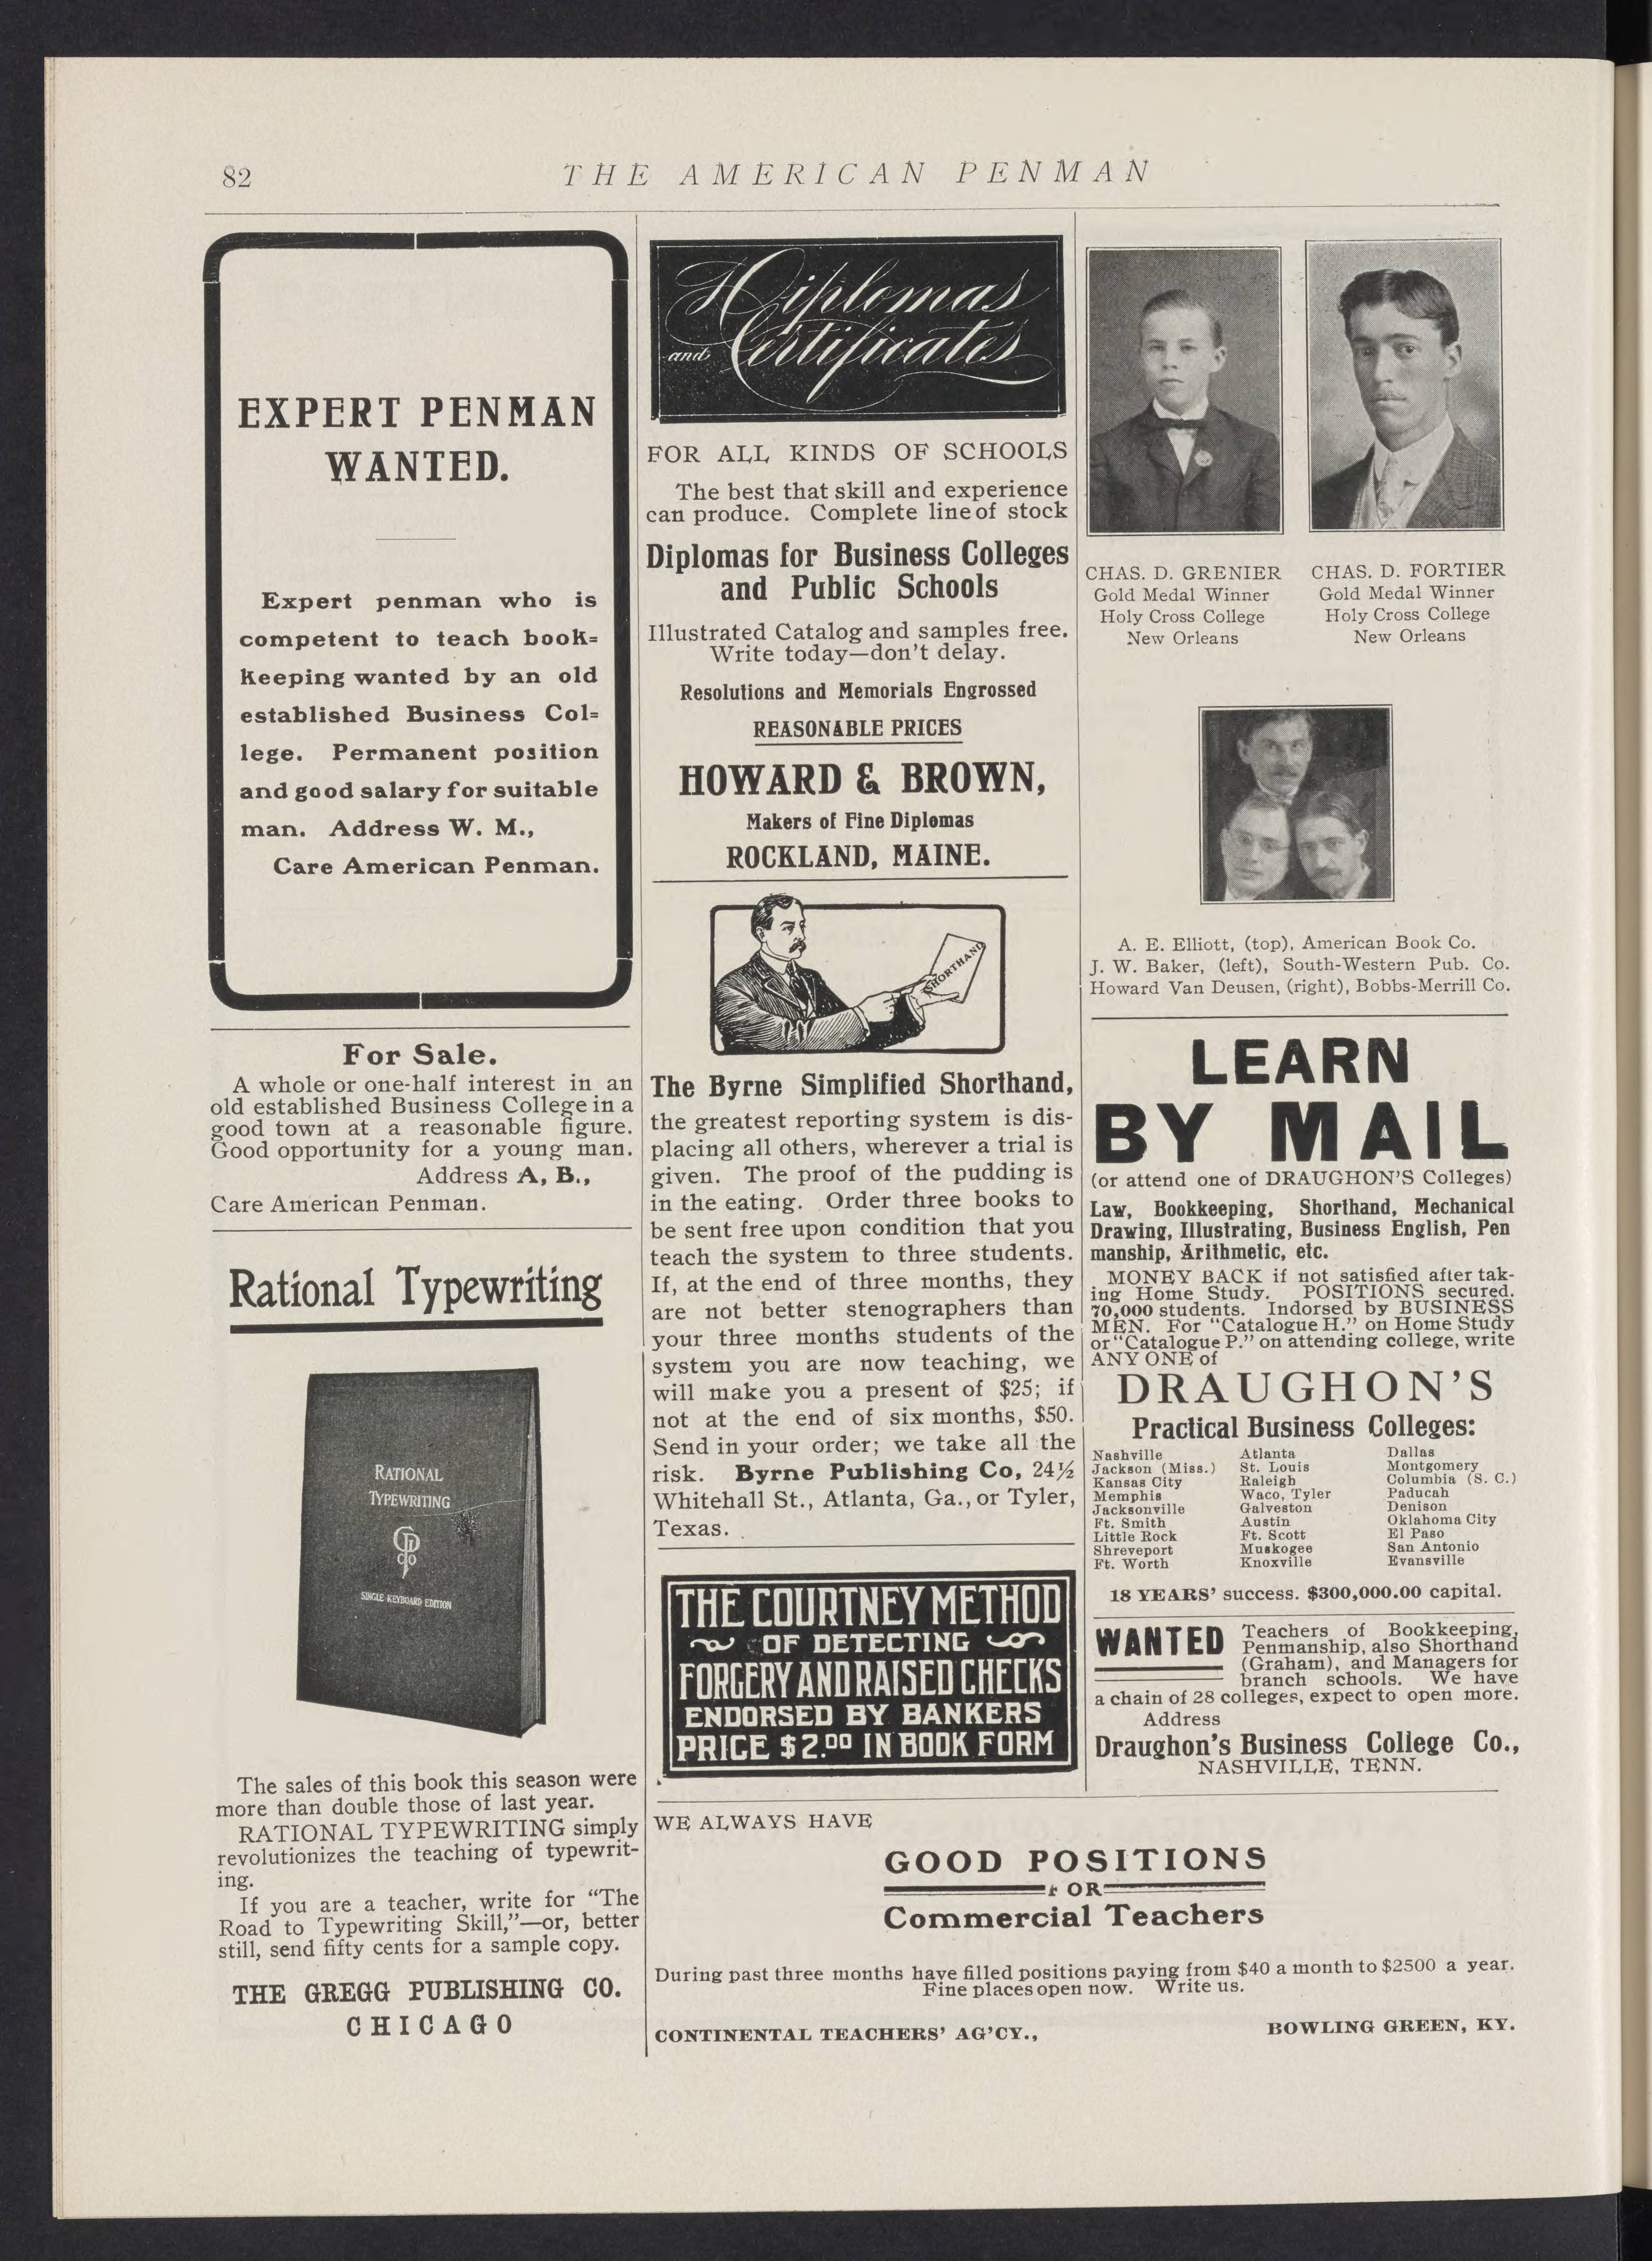 82
THE AMERICAN PENMAN
EXPERT PENMAN
WANTED.
Expert penman who is
competent to teach book=
keeping wanted by an old
established Business Col=
lege. Permanent position
and good salary for suitable
man. Address W. M.,
Care American Penman.
For Sale.
A whole or one-half interest in an
old established Business College in a
good town at a reasonable figure.
Good opportunity for a young man.
Address A, B.,
Care American Penman.
Rational Typewriting
RATIONAL
TYPEWRITING
SINGLE KEYBOARD EDITION
The sales of this book this season were
more than double those of last year.
RATIONAL TYPEWRITING simply
revolutionizes the teaching of typewrit-
ing.
If you are a teacher, write for "The
Road to Typewriting Skill,"—or, better
still, send fifty cents for a sample copy.
THE GREGG PUBLISHING CO.
CHICAGO
Diplomas
and Certificates
FOR ALL KINDS OF SCHOOLS
The best that skill and experience
can produce. Complete line of stock
Diplomas for Business Colleges
and Public Schools
Illustrated Catalog and samples free.
Write today—don't delay.
Resolutions and Memorials Engrossed
REASONABLE PRICES
HOWARD & BROWN,
Makers of Fine Diplomas
ROCKLAND, MAINE.
SHORTHAND
The Byrne Simplified Shorthand,
the greatest reporting system is dis-
placing all others, wherever a trial is
given. The proof of the pudding is
in the eating. Order three books to
be sent free upon condition that you
teach the system to three students.
If, at the end of three months, they
are not better stenographers than
your three months students of the
system you are now teaching, we
will make you a present of $25; if
not at the end of six months, $50.
Send in your order; we take all the
risk. Byrne Publishing Co, 24½
Whitehall St., Atlanta, Ga., or Tyler,
Texas.
THE COURTNEY METHOD
OF DETECTING
FORGERY AND RAISED CHECKS
ENDORSED BY BANKERS
PRICE $2.00 IN BOOK FORM
CHAS. D. GRENIER
Gold Medal Winner
Holy Cross College
New Orleans
CHAS. D. FORTIER
Gold Medal Winner
Holy Cross College
New Orleans
A. E. Elliott, (top), American Book Co.
J. W. Baker, (left), South-Western Pub. Co.
Howard Van Deusen, (right), Bobbs-Merrill Co.
LEARN
BY MAIL
(or attend one of DRAUGHON'S Colleges)
Law, Bookkeeping, Shorthand, Mechanical
Drawing, Illustrating, Business English, Pen
manship, Arithmetic, etc.
MONEY BACK if not satisfied after tak-
ing Home Study. POSITIONS secured.
70,000 students. Indorsed by BUSINESS
MEN. For "Catalogue H." on Home Study
or "Catalogue P." on attending college, write
ANY ONE of
DRAUGHON'S
Practical Business Colleges:
Nashville Atlanta Dallas
Jackson (Miss.) St. Louis Montgomery
Kansas City Raleigh Columbia (S. C.)
Memphis Waco, Tyler Paducah
Jacksonville Galveston Denison
Ft. Smith Austin Oklahoma City
Little Rock Ft. Scott El Paso
Shreveport Muskogee San Antonio
Ft. Worth Knoxville Evansville
18 YEARS' success. $300,000.00 capital.
WANTED Teachers of Bookkeeping,
Penmanship, also Shorthand
(Graham), and Managers for
branch schools. We have
a chain of 28 colleges, expect to open more.
Address
Draughon's Business College Co.,
NASHVILLE, TENN.
WE ALWAYS HAVE
GOOD POSITIONS
OR
Commercial Teachers
During past three months have filled positions paying from $40 a month to $2500 a year.
Fine places open now. Write us.
CONTINENTAL TEACHERS' AG'CY., BOWLING GREEN, KY.